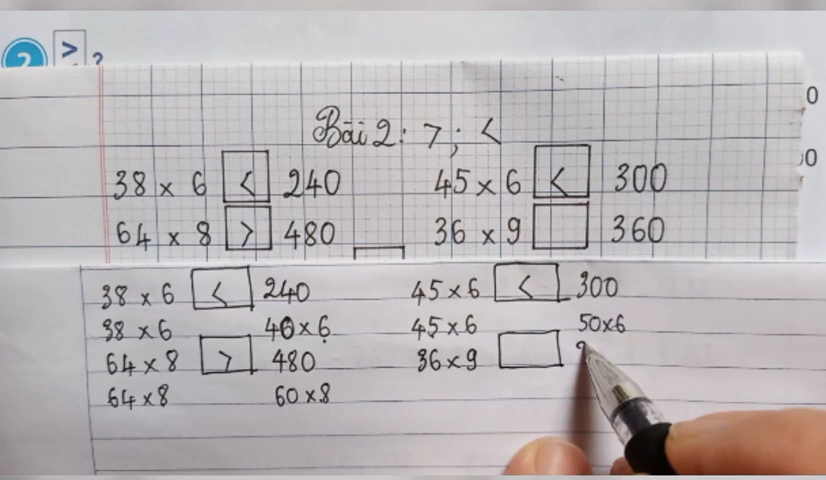 2 > ?
Bài 2: >; <
38 x 6 < 240 45 x 6 < 300
64 x 8 > 480 36 x 9 360
38 x 6 < 240 45 x 6 < 300
38 x 6 40 x 6 45 x 6 50 x 6
64 x 8 > 480 36 x 9
64 x 8 60 x 8